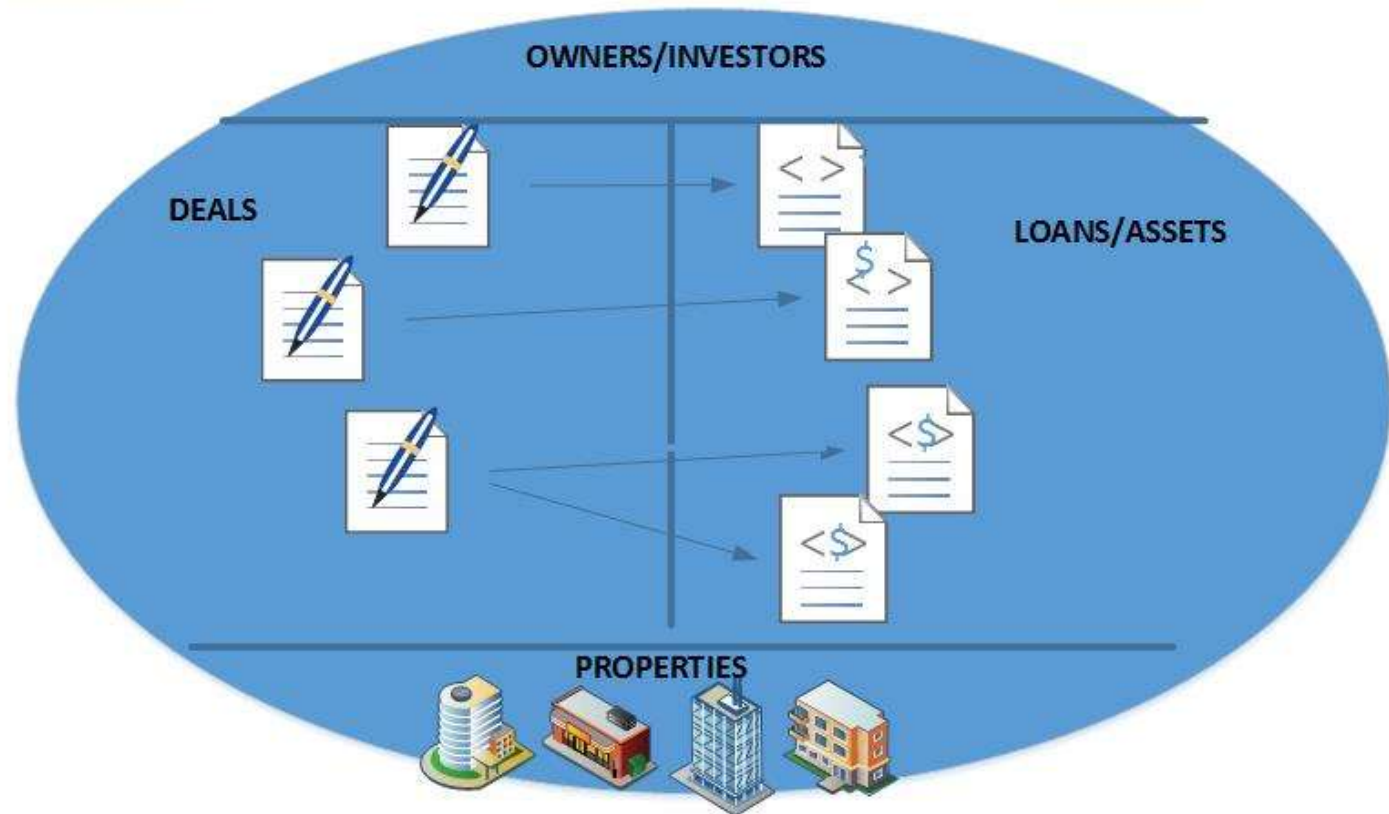 OWNERS/INVESTORS
DEALS
LOANS/ASSETS
< >
$
< >
<$>
<$>
PROPERTIES